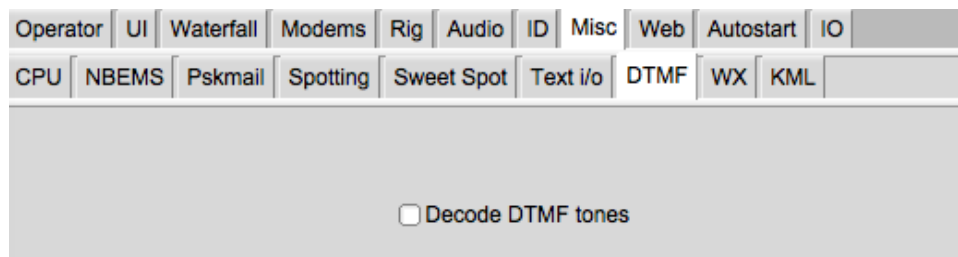 Operator UI Waterfall Modems Rig Audio ID Misc Web Autostart IO
CPU NBEMS Pskmail Spotting Sweet Spot Text i/o DTMF WX KML
Decode DTMF tones